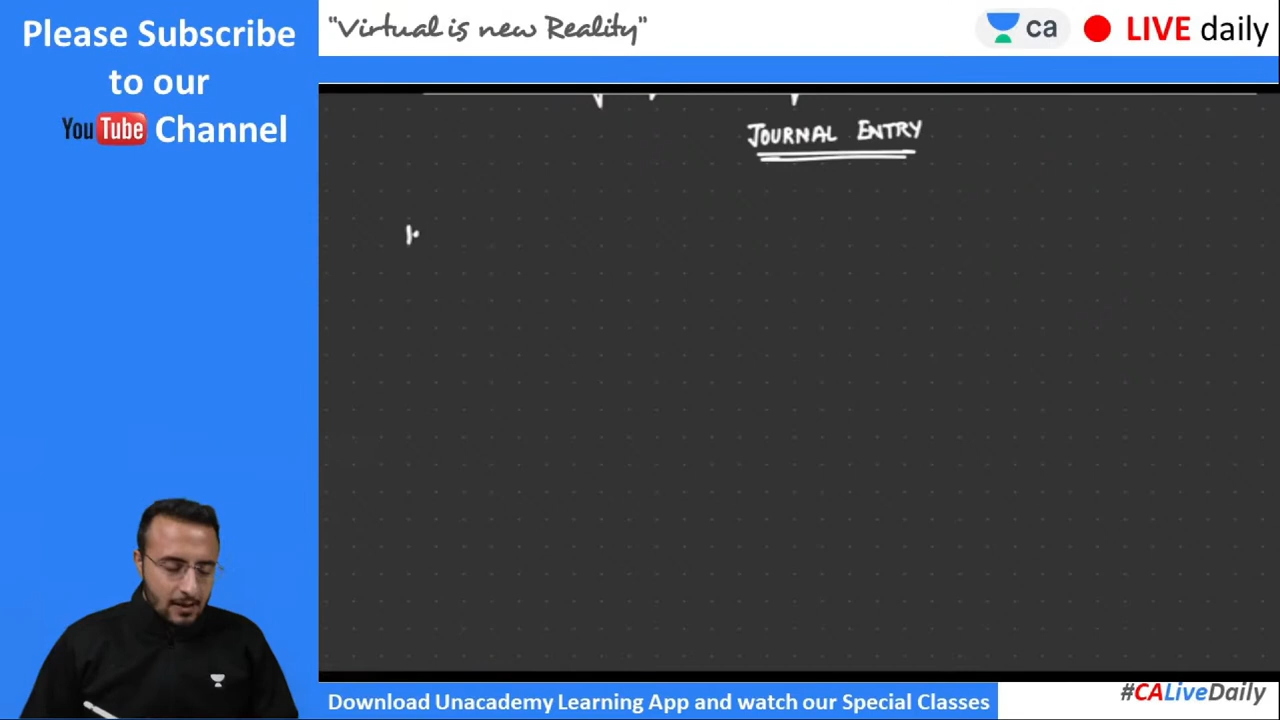 Please Subscribe
to our
YouTube Channel
"Virtual is new Reality"
ca
LIVE daily
JOURNAL ENTRY
Download Unacademy Learning App and watch our Special Classes
#CALiveDaily